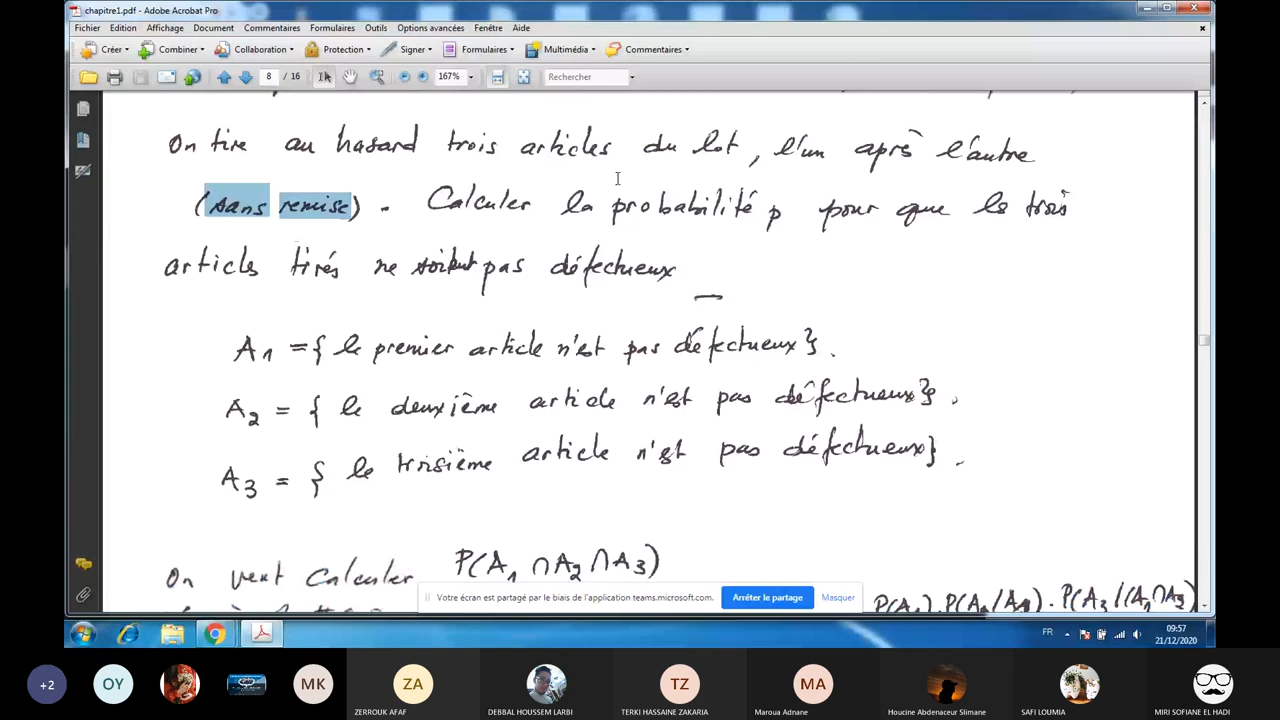 chapitre1.pdf - Adobe Acrobat Pro
Fichier Edition Affichage Document Commentaires Formulaires Outils Options avancées Fenêtre Aide
Créer Combiner Collaboration Protection Signer Formulaires Multimédia Commentaires
8 / 16 167% Rechercher
On tire au hasard trois articles du lot, l'un après l'autre
(sans remise). Calculer la probabilité p pour que les trois
articles tirés ne soient pas défectueux
A1 = { le premier article n'est pas défectueux}.
A2 = { le deuxième article n'est pas défectueux}.
A3 = { le troisième article n'est pas défectueux}.
On veut calculer P(A1 ∩ A2 ∩ A3)
Votre écran est partagé par le biais de l'application teams.microsoft.com. Arrêter le partage Masquer
P(A1). P(A2/A1). P(A3/(A1∩A2)
FR 09:57
21/12/2020
+2 OY MK ZA TZ MA
ZERROUK AFAF DEBBAL HOUSSEM LARBI TERKI HASSAINE ZAKARIA Maroua Adnane Houcine Abdenaceur Slimane SAFI LOUMIA MIRI SOFIANE EL HADI